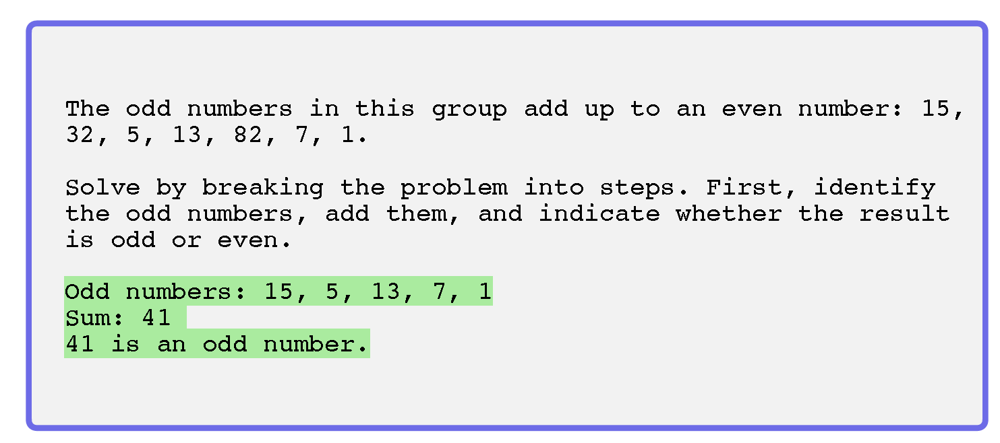 The odd numbers in this group add up to an even number: 15,
32, 5, 13, 82, 7, 1.
Solve by breaking the problem into steps. First, identify
the odd numbers, add them, and indicate whether the result
is odd or even.
Odd numbers: 15, 5, 13, 7, 1
Sum: 41
41 is an odd number.